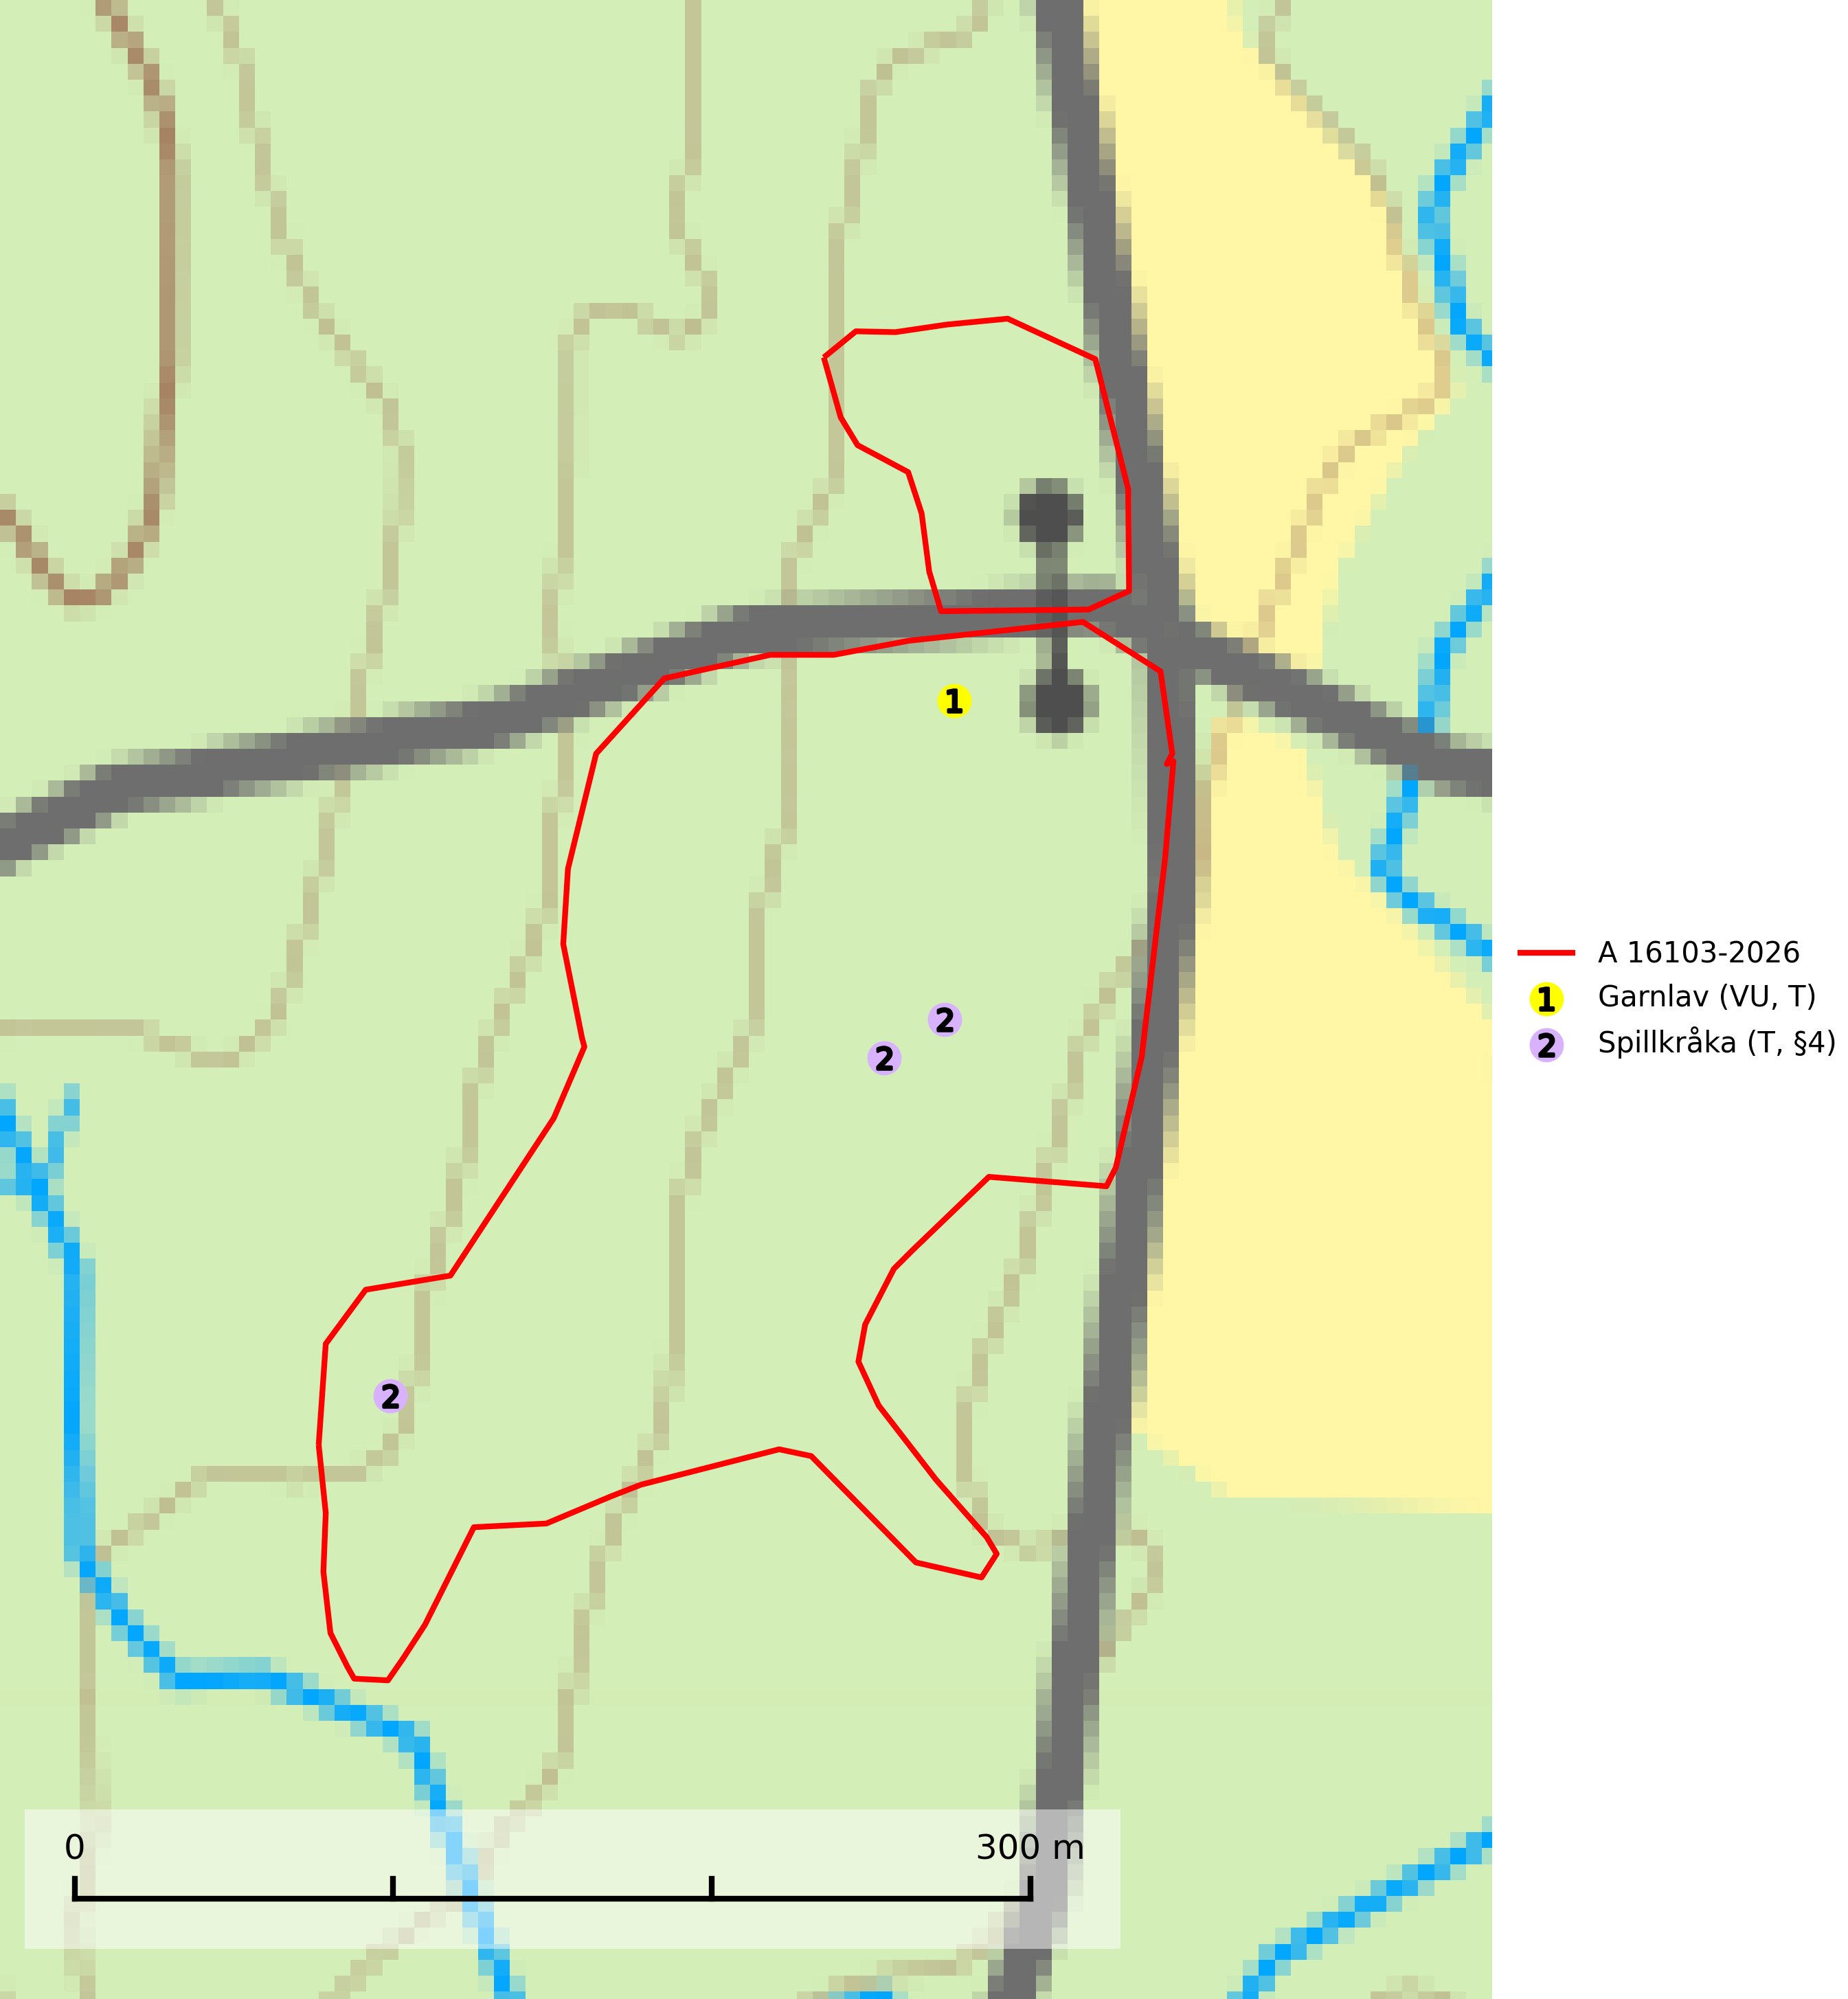 1
2
2
2
A 16103-2026
1 Garnlav (VU, T)
2 Spillkråka (T, §4)
0 300 m